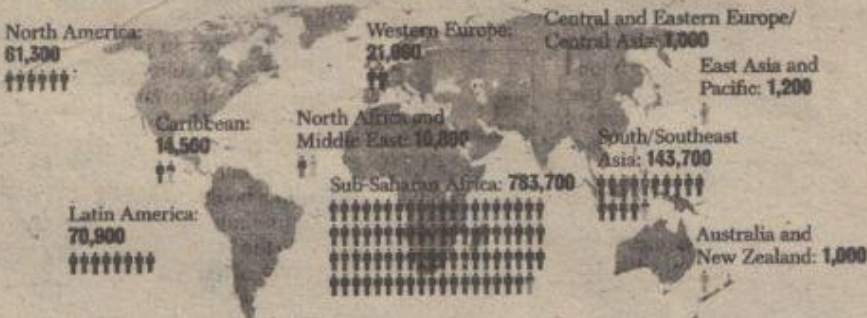 North America:
61,300
Western Europe:
21,000
Central and Eastern Europe/
Central Asia: 1,000
East Asia and
Pacific: 1,200
Caribbean:
14,500
North Africa and
Middle East: 10,800
South/Southeast
Asia: 143,700
Sub-Saharan Africa: 783,700
Latin America:
70,900
Australia and
New Zealand: 1,000